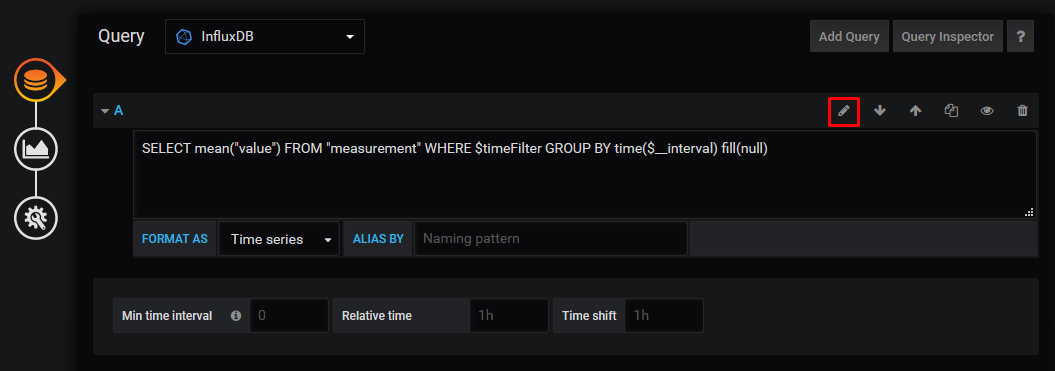 Query InfluxDB Add Query Query Inspector ?
A
SELECT mean("value") FROM "measurement" WHERE $timeFilter GROUP BY time($__interval) fill(null)
FORMAT AS Time series ALIAS BY Naming pattern
Min time interval 0 Relative time 1h Time shift 1h